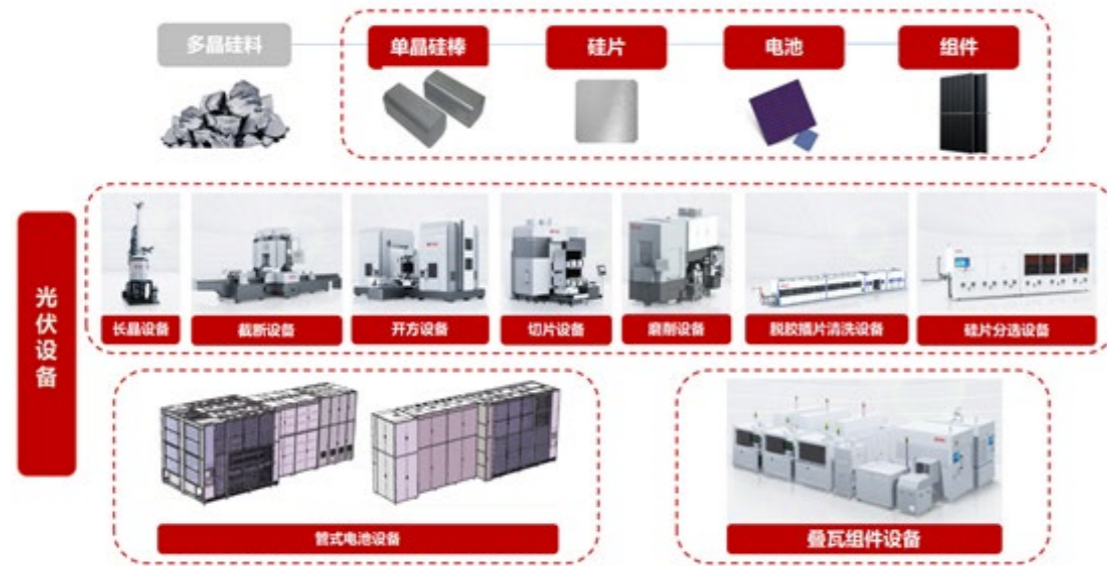 多晶硅料
单晶硅棒
硅片
电池
组件
光伏设备
长晶设备
截断设备
开方设备
切片设备
磨削设备
脱胶插片清洗设备
硅片分选设备
管式电池设备
叠瓦组件设备